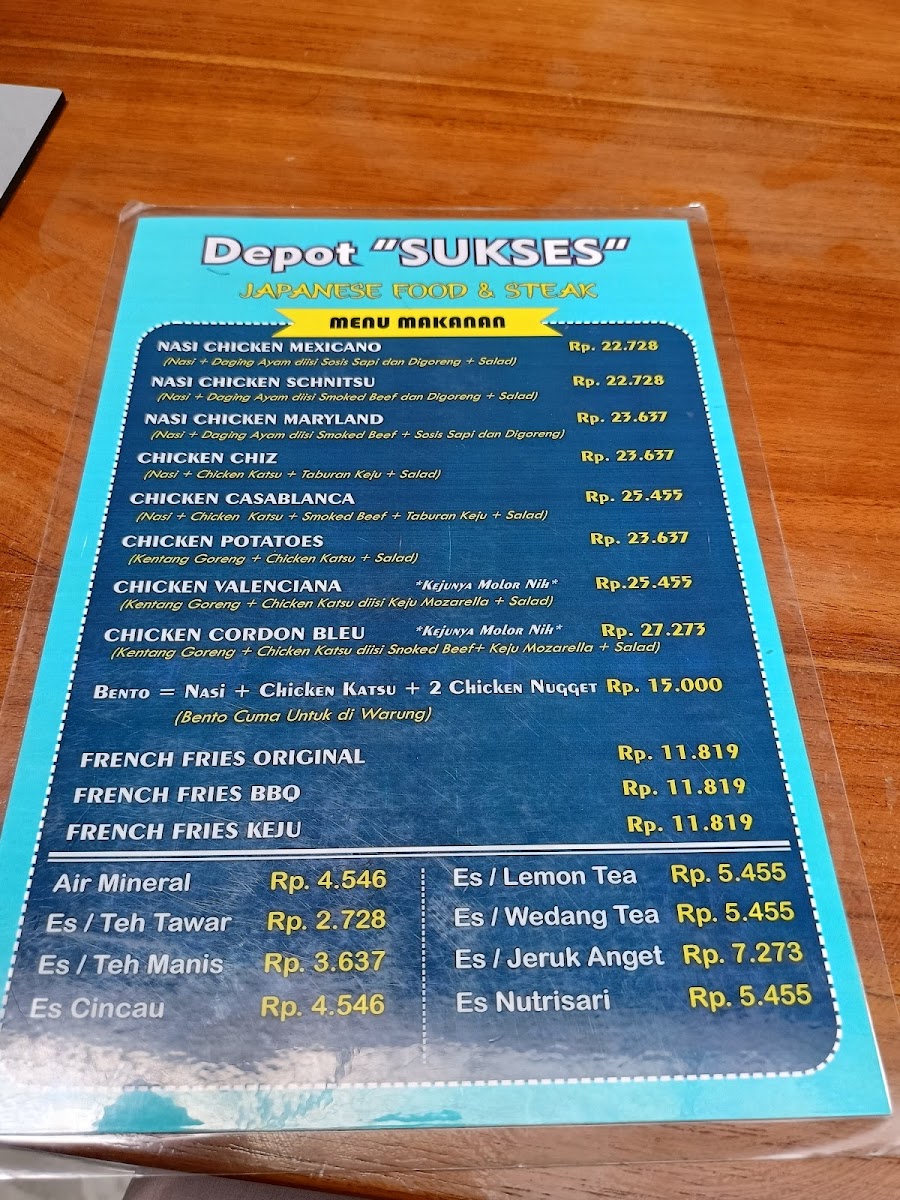 Depot "SUKSES"
JAPANESE FOOD & STEAK
MENU MAKANAN
NASI CHICKEN MEXICANO Rp. 22.728
(Nasi + Daging Ayam diisi Sosis Sapi dan Digoreng + Salad)
NASI CHICKEN SCHNITSU Rp. 22.728
(Nasi + Daging Ayam diisi Smoked Beef dan Digoreng + Salad)
NASI CHICKEN MARYLAND Rp. 23.637
(Nasi + Daging Ayam diisi Smoked Beef + Sosis Sapi dan Digoreng)
CHICKEN CHIZ Rp. 23.637
(Nasi + Chicken Katsu + Taburan Keju + Salad)
CHICKEN CASABLANCA Rp. 25.455
(Nasi + Chicken Katsu + Smoked Beef + Taburan Keju + Salad)
CHICKEN POTATOES Rp. 23.637
(Kentang Goreng + Chicken Katsu + Salad)
CHICKEN VALENCIANA *Kejunya Molor Nih* Rp.25.455
(Kentang Goreng + Chicken Katsu diisi Keju Mozarella + Salad)
CHICKEN CORDON BLEU *Kejunya Molor Nih* Rp. 27.273
(Kentang Goreng + Chicken Katsu diisi Snoked Beef+ Keju Mozarella + Salad)
Bento = Nasi + Chicken Katsu + 2 Chicken Nugget Rp. 15.000
(Bento Cuma Untuk di Warung)
FRENCH FRIES ORIGINAL Rp. 11.819
FRENCH FRIES BBQ Rp. 11.819
FRENCH FRIES KEJU Rp. 11.819
Air Mineral Rp. 4.546
Es / Teh Tawar Rp. 2.728
Es / Teh Manis Rp. 3.637
Es Cincau Rp. 4.546
Es / Lemon Tea Rp. 5.455
Es / Wedang Tea Rp. 5.455
Es / Jeruk Anget Rp. 7.273
Es Nutrisari Rp. 5.455